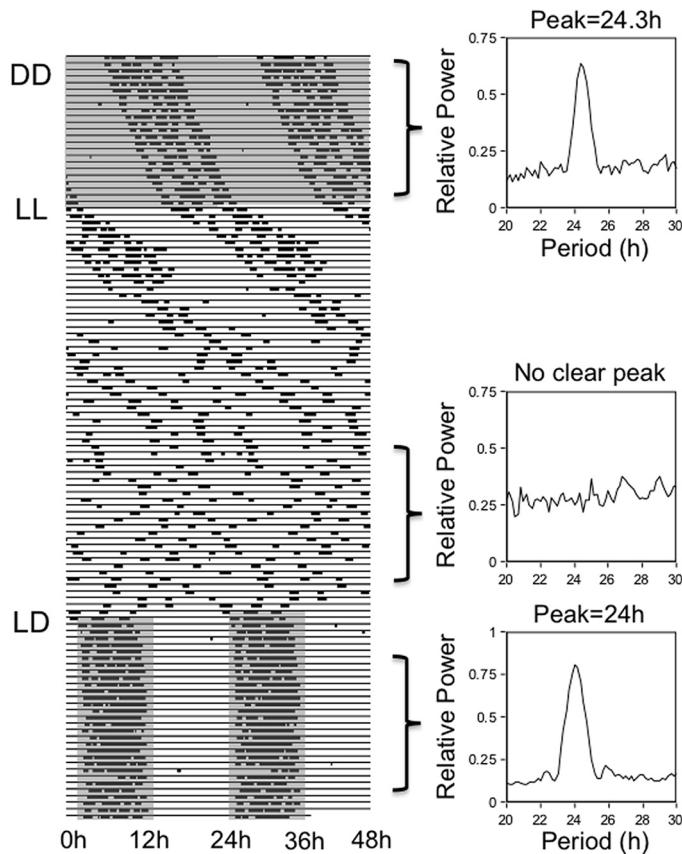 DD
LL
LD
0h 12h 24h 36h 48h
Peak=24.3h
Relative Power
0.75
0.5
0.25
0
20 22 24 26 28 30
Period (h)
No clear peak
Relative Power
0.75
0.5
0.25
0
20 22 24 26 28 30
Peak=24h
Relative Power
1
0.75
0.5
0.25
0
20 22 24 26 28 30
Period (h)